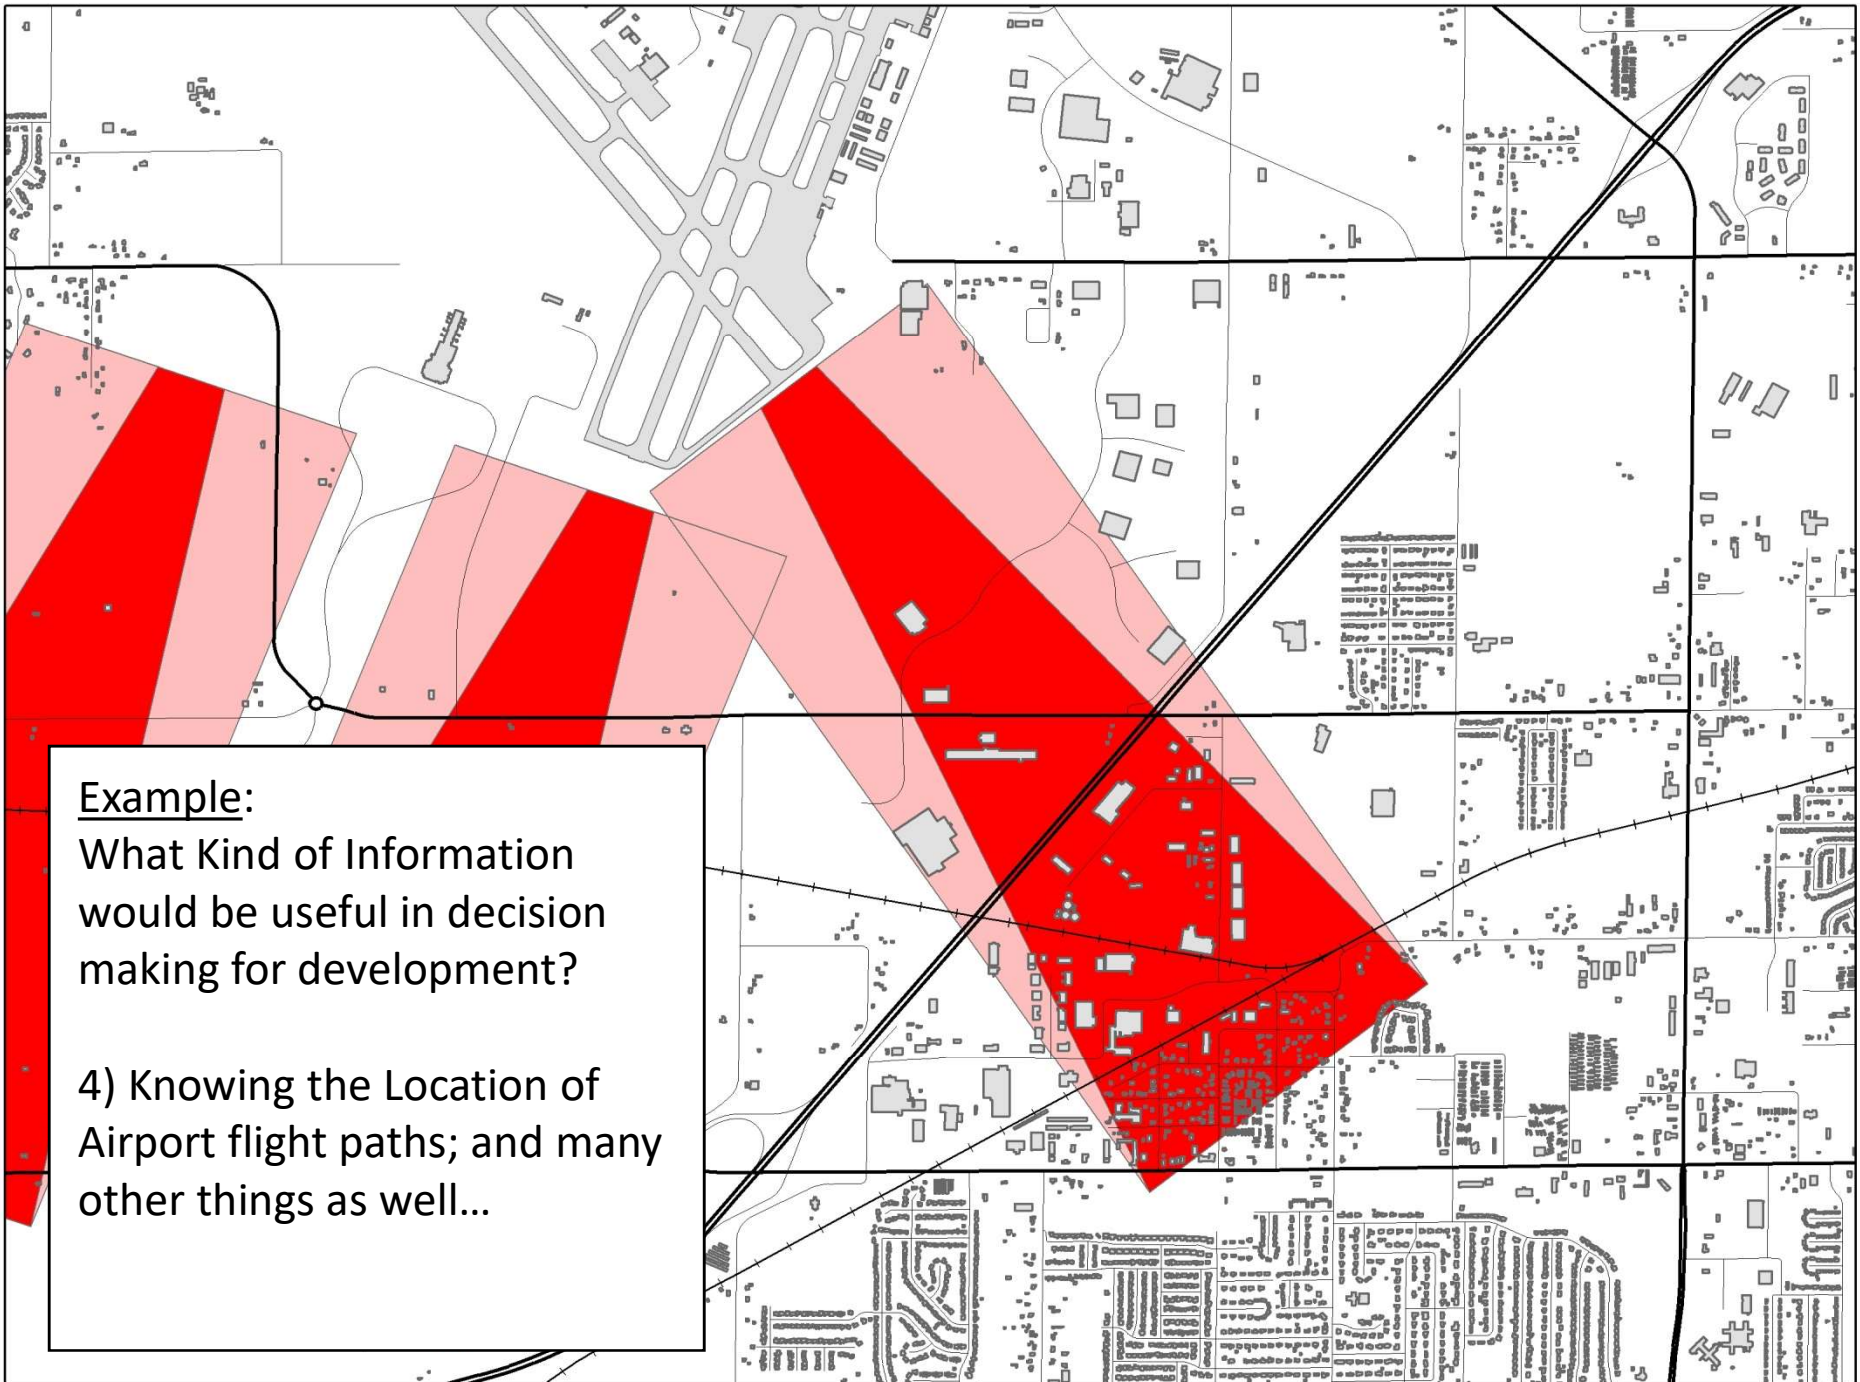 Example:
What Kind of Information
would be useful in decision
making for development?
4) Knowing the Location of
Airport flight paths; and many
other things as well…